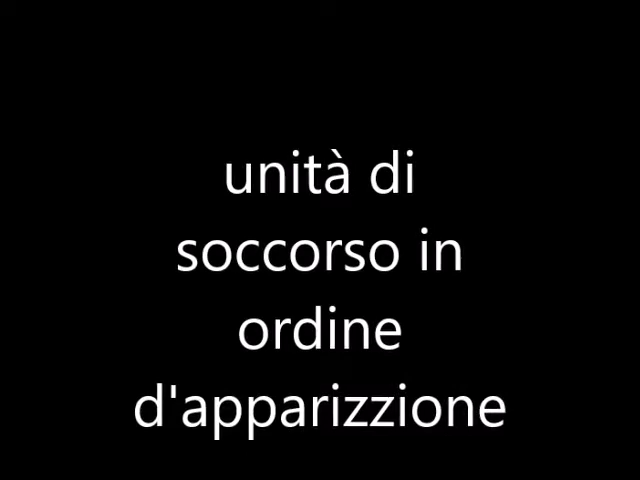 unità di
soccorso in
ordine
d'apparizzione